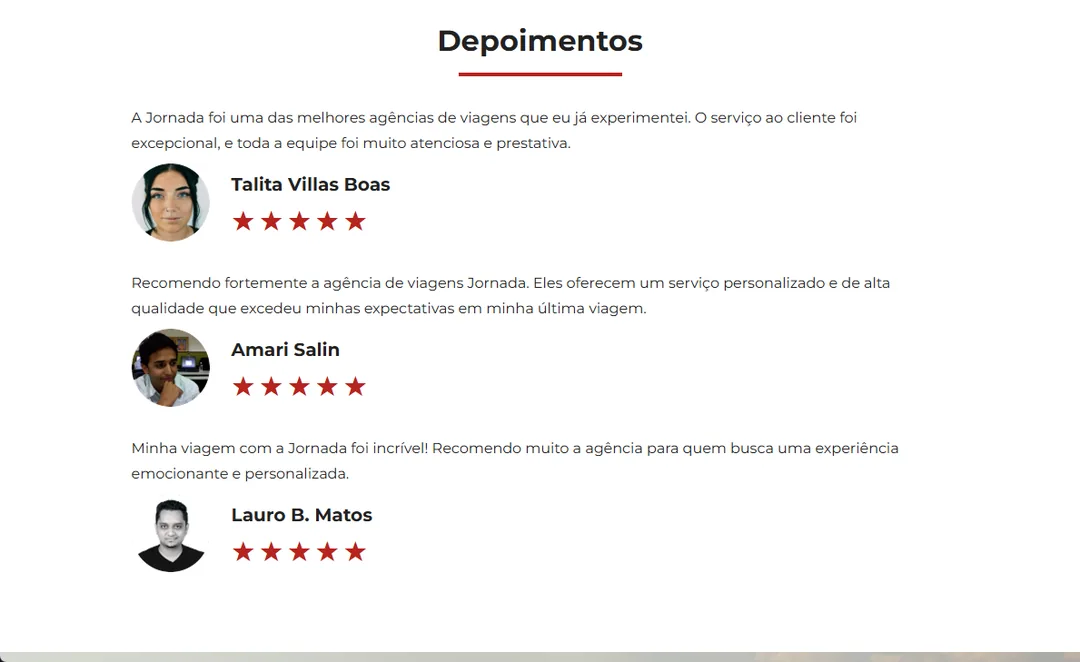 Depoimentos
A Jornada foi uma das melhores agências de viagens que eu já experimentei. O serviço ao cliente foi
excepcional, e toda a equipe foi muito atenciosa e prestativa.
Talita Villas Boas
★ ★ ★ ★ ★
Recomendo fortemente a agência de viagens Jornada. Eles oferecem um serviço personalizado e de alta
qualidade que excedeu minhas expectativas em minha última viagem.
Amari Salin
★ ★ ★ ★ ★
Minha viagem com a Jornada foi incrível! Recomendo muito a agência para quem busca uma experiência
emocionante e personalizada.
Lauro B. Matos
★ ★ ★ ★ ★